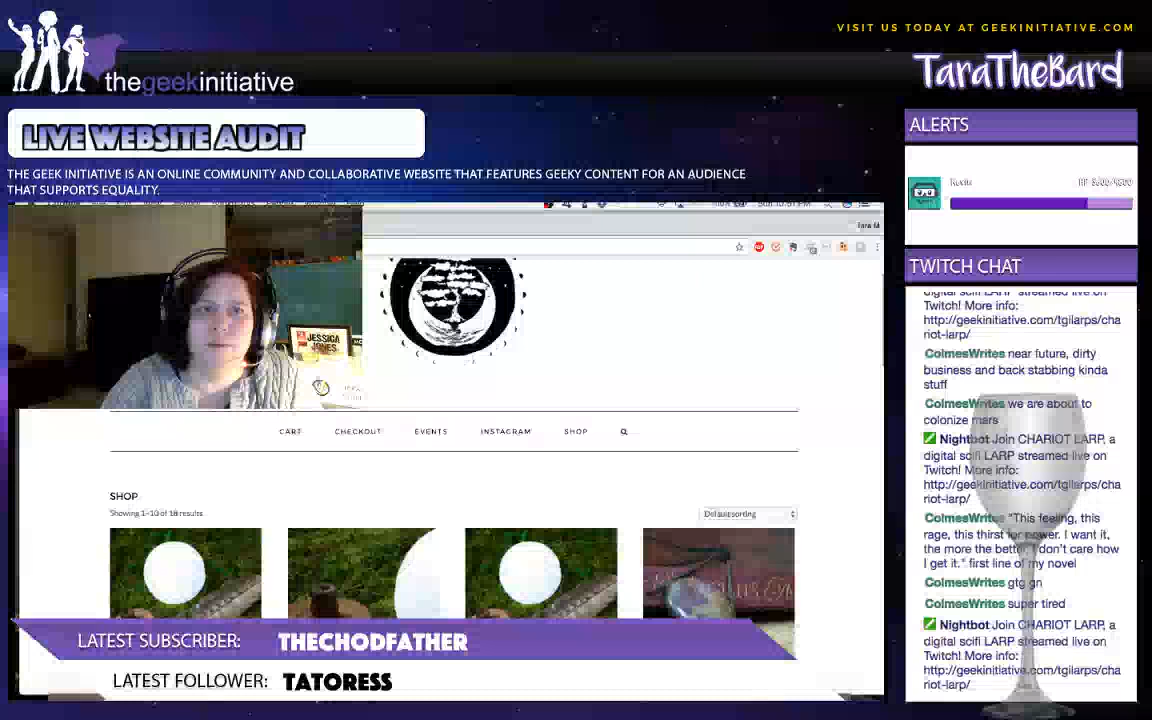 VISIT US TODAY AT GEEKINITIATIVE.COM
thegeekinitiative
TaraTheBard
LIVE WEBSITE AUDIT
THE GEEK INITIATIVE IS AN ONLINE COMMUNITY AND COLLABORATIVE WEBSITE THAT FEATURES GEEKY CONTENT FOR AN AUDIENCE
THAT SUPPORTS EQUALITY.
ALERTS
TWITCH CHAT
digital scifi LARP streamed live on
Twitch! More info:
http://geekinitiative.com/tgilarps/cha
riot-larp/
ColmesWrites near future, dirty
business and back stabbing kinda
stuff
ColmesWrites we are about to
colonize mars
Nightbot Join CHARIOT LARP, a
digital scifi LARP streamed live on
Twitch! More info:
http://geekinitiative.com/tgilarps/cha
riot-larp/
ColmesWrites "This feeling, this
rage, this thirst for power. I want it,
the more the better, I don't care how
I get it." first line of my novel
ColmesWrites gtg gn
ColmesWrites super tired
Nightbot Join CHARIOT LARP, a
digital scifi LARP streamed live on
Twitch! More info:
http://geekinitiative.com/tgilarps/cha
riot-larp/
Tara M
JESSICA
JONES
CART CHECKOUT EVENTS INSTAGRAM SHOP
SHOP
Showing 1–10 of 18 results
Default sorting
LATEST SUBSCRIBER: THECHODFATHER
LATEST FOLLOWER: TATORESS